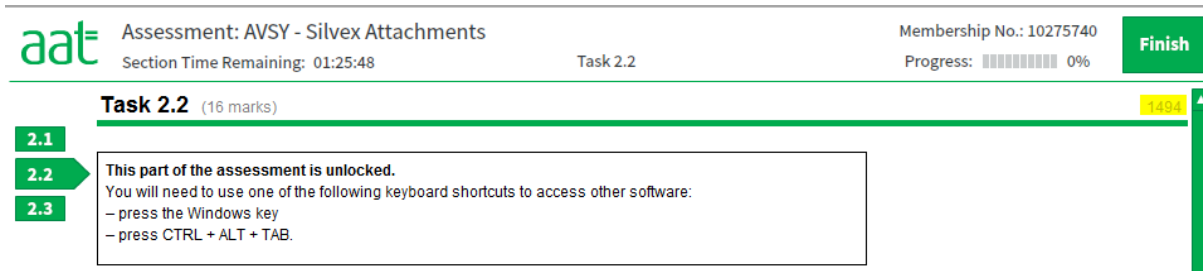 aat
Assessment: AVSY - Silvex Attachments
Membership No.: 10275740
Finish
Section Time Remaining: 01:25:48
Task 2.2
Progress: 0%
Task 2.2 (16 marks)
1494
2.1
2.2
2.3
This part of the assessment is unlocked.
You will need to use one of the following keyboard shortcuts to access other software:
– press the Windows key
– press CTRL + ALT + TAB.